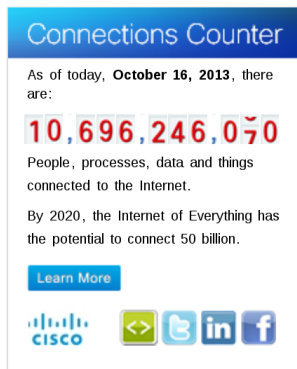 Connections Counter
As of today, October 16, 2013, there
are:
10,696,246,070
People, processes, data and things
connected to the Internet.
By 2020, the Internet of Everything has
the potential to connect 50 billion.
Learn More
CISCO
<>
in
f